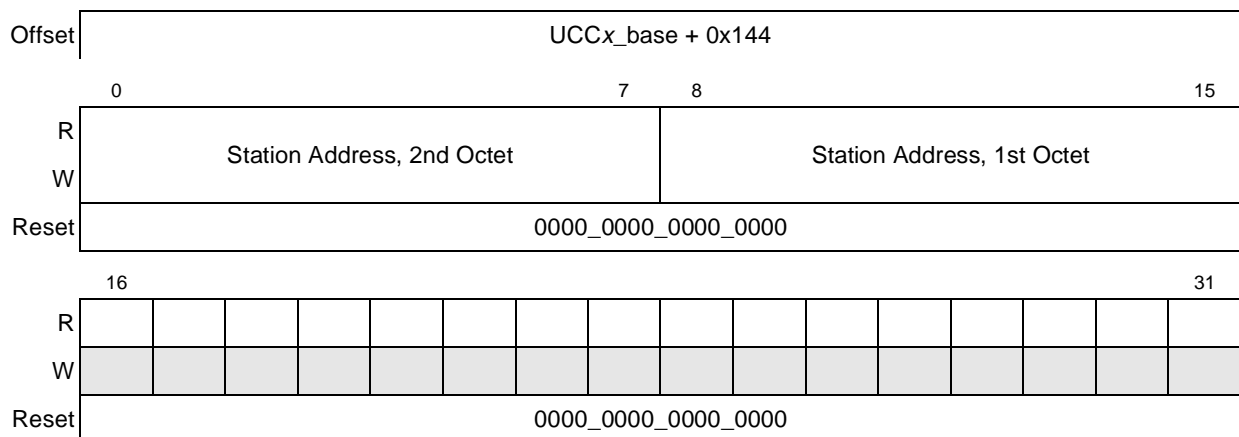 Offset UCCx_base + 0x144
0 7 8 15
R
Station Address, 2nd Octet Station Address, 1st Octet
W
Reset 0000_0000_0000_0000
16 31
R
W
Reset 0000_0000_0000_0000